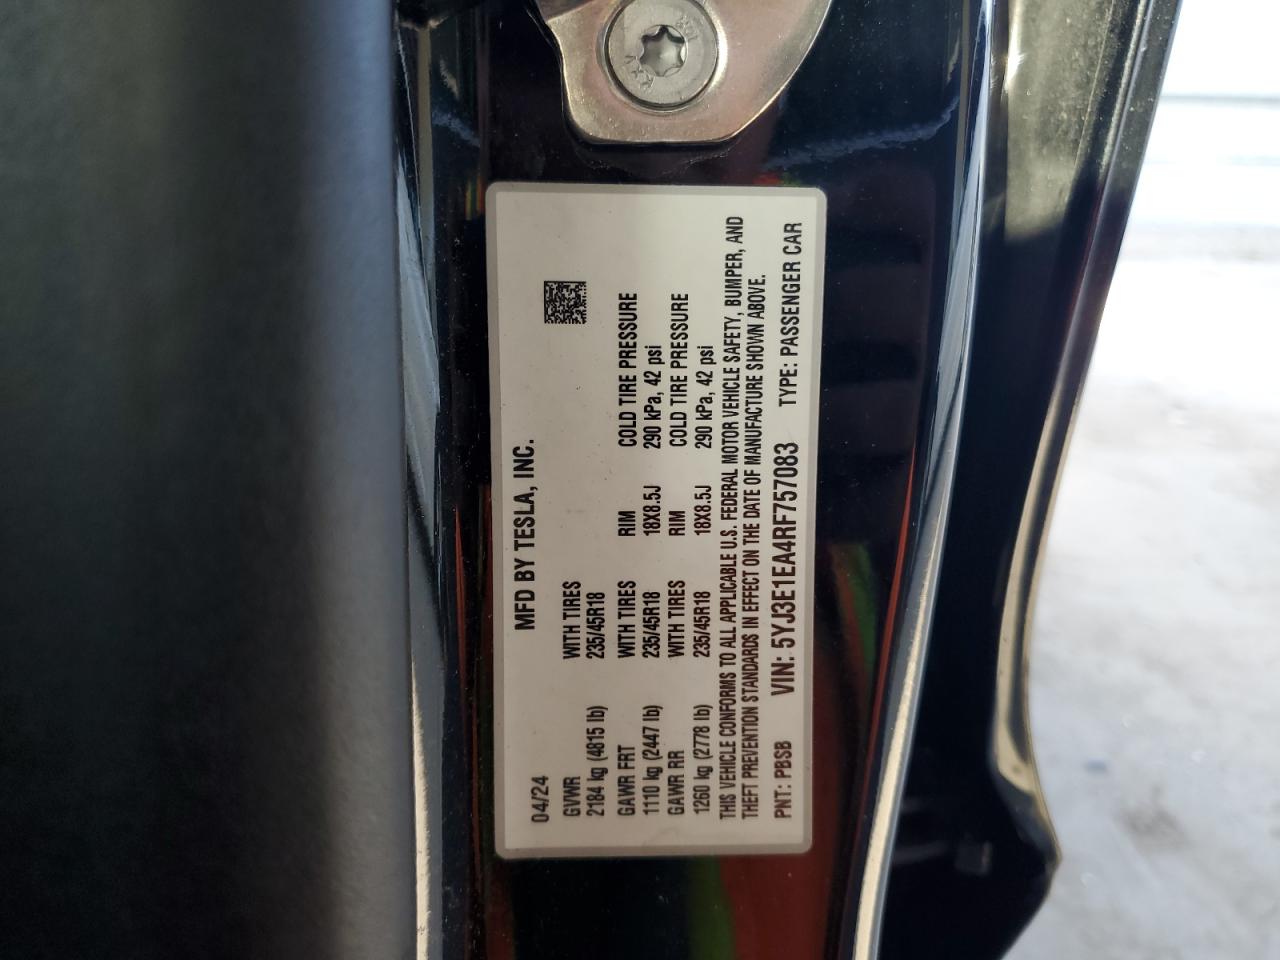 MFD BY TESLA, INC.
04/24
GVWR WITH TIRES
2184 kg (4815 lb) 235/45R18
GAWR FRT WITH TIRES RIM COLD TIRE PRESSURE
1110 kg (2447 lb) 235/45R18 18X8.5J 290 kPa, 42 psi
GAWR RR WITH TIRES RIM COLD TIRE PRESSURE
1260 kg (2778 lb) 235/45R18 18X8.5J 290 kPa, 42 psi
THIS VEHICLE CONFORMS TO ALL APPLICABLE U.S. FEDERAL MOTOR VEHICLE SAFETY, BUMPER, AND
THEFT PREVENTION STANDARDS IN EFFECT ON THE DATE OF MANUFACTURE SHOWN ABOVE.
PNT: PBSB VIN: 5YJ3E1EA4RF757083 TYPE: PASSENGER CAR